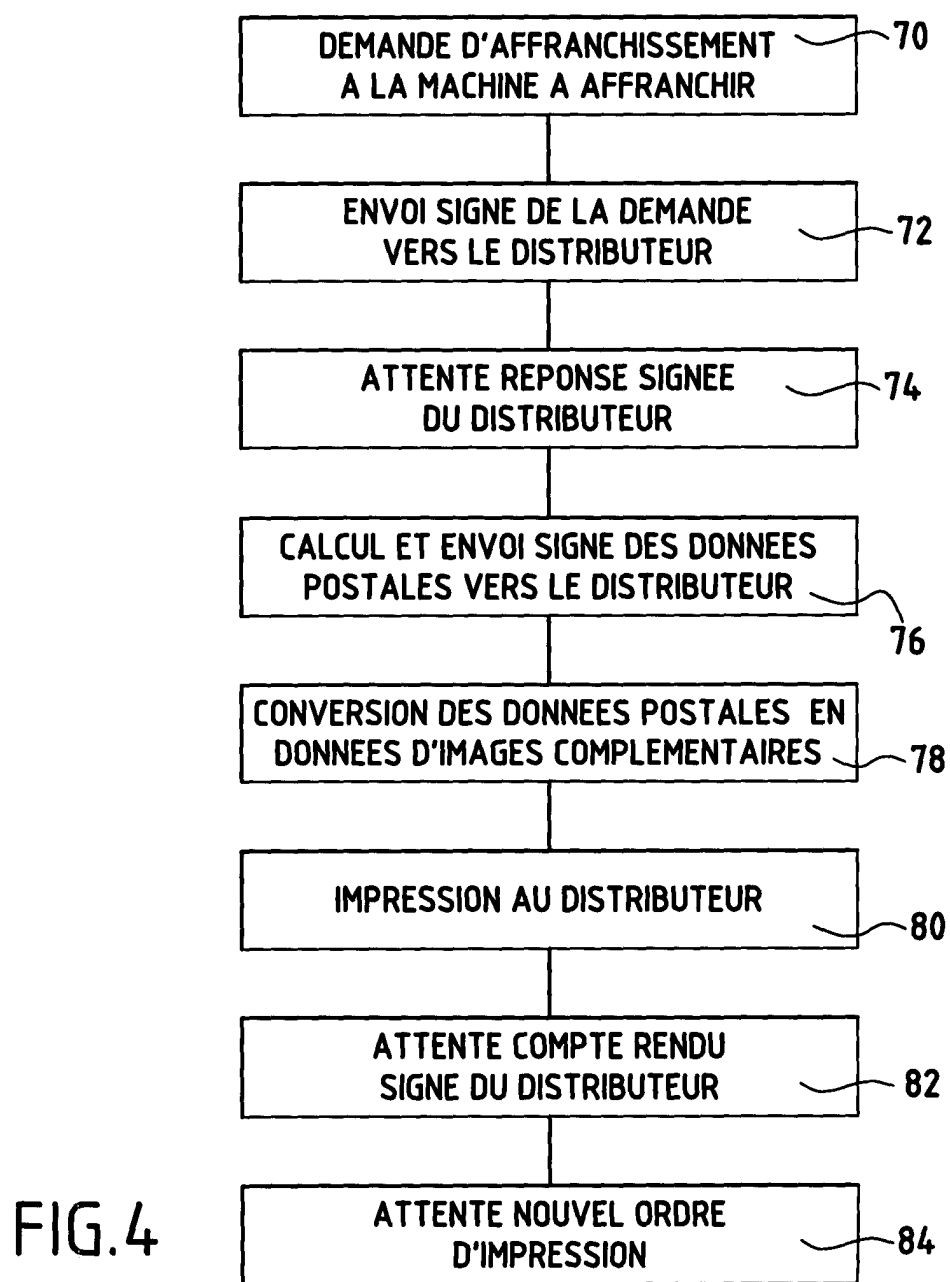 DEMANDE D'AFFRANCHISSEMENT
A LA MACHINE A AFFRANCHIR
70
ENVOI SIGNE DE LA DEMANDE
VERS LE DISTRIBUTEUR
72
ATTENTE REPONSE SIGNEE
DU DISTRIBUTEUR
74
CALCUL ET ENVOI SIGNE DES DONNEES
POSTALES VERS LE DISTRIBUTEUR
76
CONVERSION DES DONNEES POSTALES EN
DONNEES D'IMAGES COMPLEMENTAIRES
78
IMPRESSION AU DISTRIBUTEUR
80
ATTENTE COMPTE RENDU
SIGNE DU DISTRIBUTEUR
82
ATTENTE NOUVEL ORDRE
D'IMPRESSION
84
FIG.4